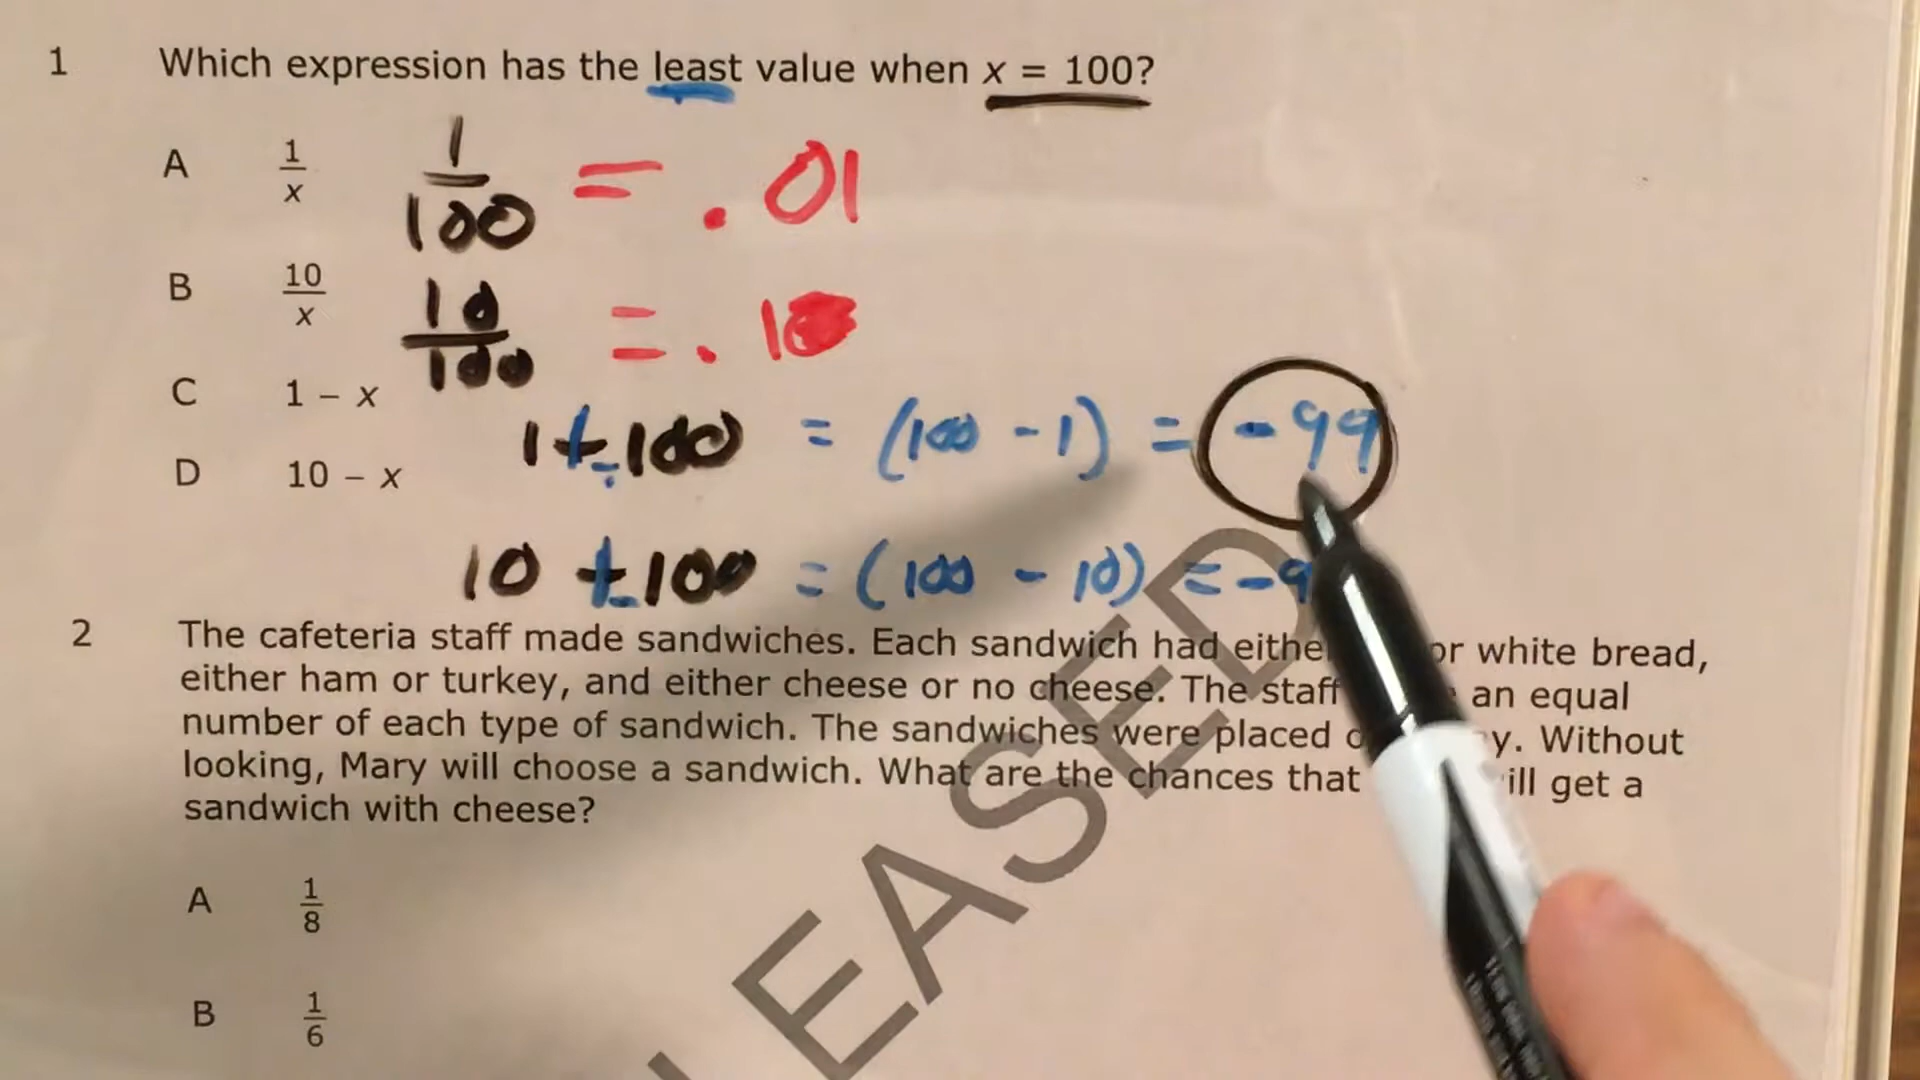 1 Which expression has the least value when x = 100?
A 1/x 1/100 = .01
B 10/x 10/100 = .10
C 1 – x
1 + -100 = (100 - 1) = -99
D 10 – x
10 + -100 = (100 - 10) = -9
2 The cafeteria staff made sandwiches. Each sandwich had or white bread,
either ham or turkey, and either cheese or no cheese. The staff an equal
number of each type of sandwich. The sandwiches were placed Without
looking, Mary will choose a sandwich. What are the chances that get a
sandwich with cheese?
A 1/8
B 1/6
EASED